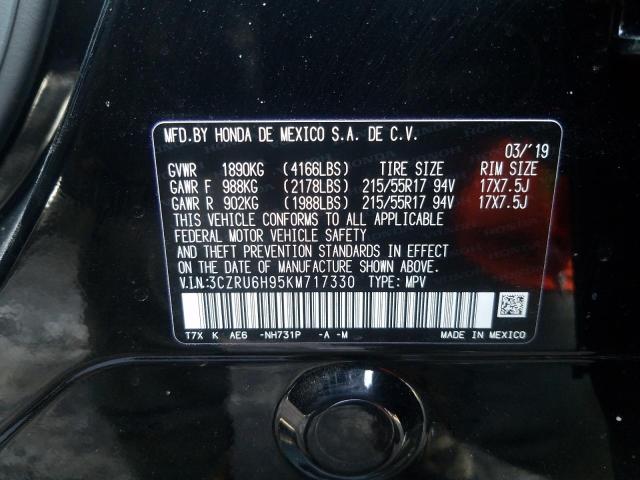 MFD.BY HONDA DE MEXICO S.A. DE C.V.
03/'19
GVWR 1890KG (4166LBS) TIRE SIZE RIM SIZE
GAWR F 988KG (2178LBS) 215/55R17 94V 17X7.5J
GAWR R 902KG (1988LBS) 215/55R17 94V 17X7.5J
THIS VEHICLE CONFORMS TO ALL APPLICABLE
FEDERAL MOTOR VEHICLE SAFETY
AND THEFT PREVENTION STANDARDS IN EFFECT
ON THE DATE OF MANUFACTURE SHOWN ABOVE.
V.I.N:3CZRU6H95KM717330 TYPE: MPV
T7X K AE6 -NH731P -A -M MADE IN MEXICO